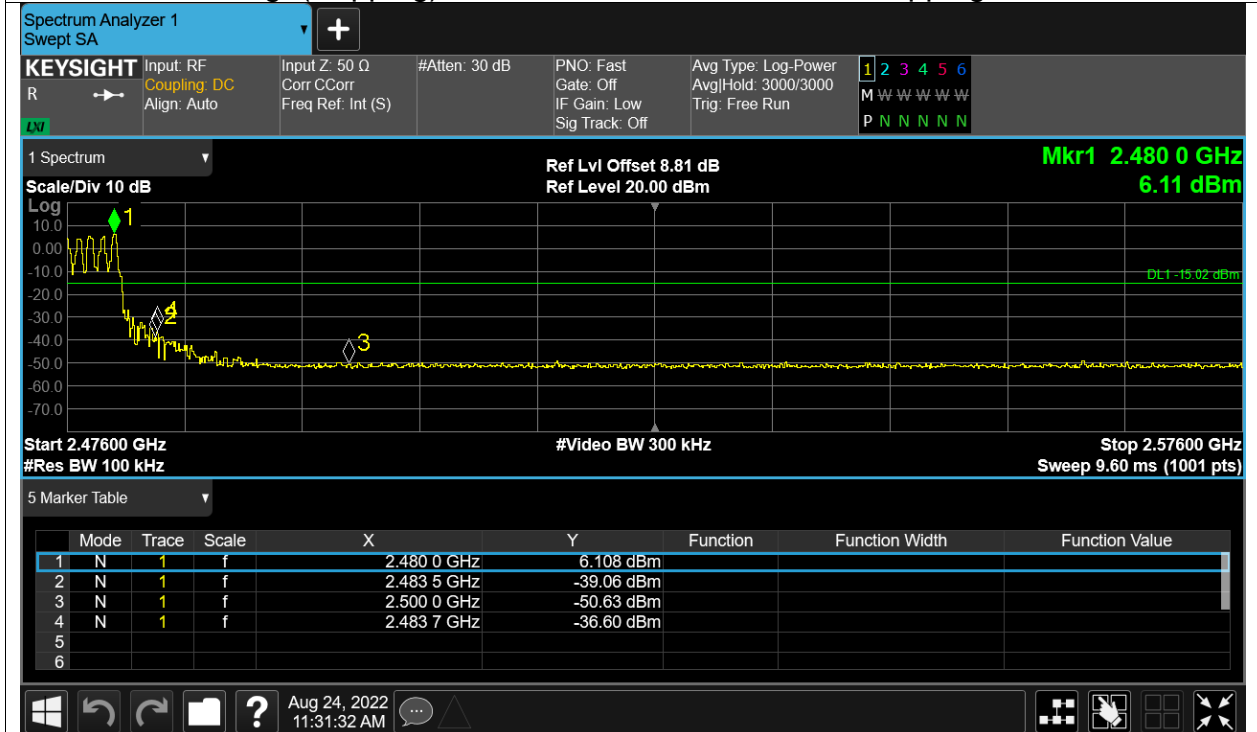 Spectrum Analyzer 1
Swept SA
KEYSIGHT
R
LXI
Input: RF
Coupling: DC
Align: Auto
Input Z: 50 Ω
Corr CCorr
Freq Ref: Int (S)
#Atten: 30 dB
PNO: Fast
Gate: Off
IF Gain: Low
Sig Track: Off
Avg Type: Log-Power
Avg|Hold: 3000/3000
Trig: Free Run
1 2 3 4 5 6
M W W W W W
P N N N N N
1 Spectrum
Scale/Div 10 dB
Ref Lvl Offset 8.81 dB
Ref Level 20.00 dBm
Mkr1 2.480 0 GHz
6.11 dBm
Log
10.0
0.00
-10.0
-20.0
-30.0
-40.0
-50.0
-60.0
-70.0
1
4
2
3
DL1 -15.02 dBm
Start 2.47600 GHz
#Res BW 100 kHz
#Video BW 300 kHz
Stop 2.57600 GHz
Sweep 9.60 ms (1001 pts)
5 Marker Table
Mode Trace Scale X Y Function Function Width Function Value
1 N 1 f 2.480 0 GHz 6.108 dBm
2 N 1 f 2.483 5 GHz -39.06 dBm
3 N 1 f 2.500 0 GHz -50.63 dBm
4 N 1 f 2.483 7 GHz -36.60 dBm
5
6
?
Aug 24, 2022
11:31:32 AM